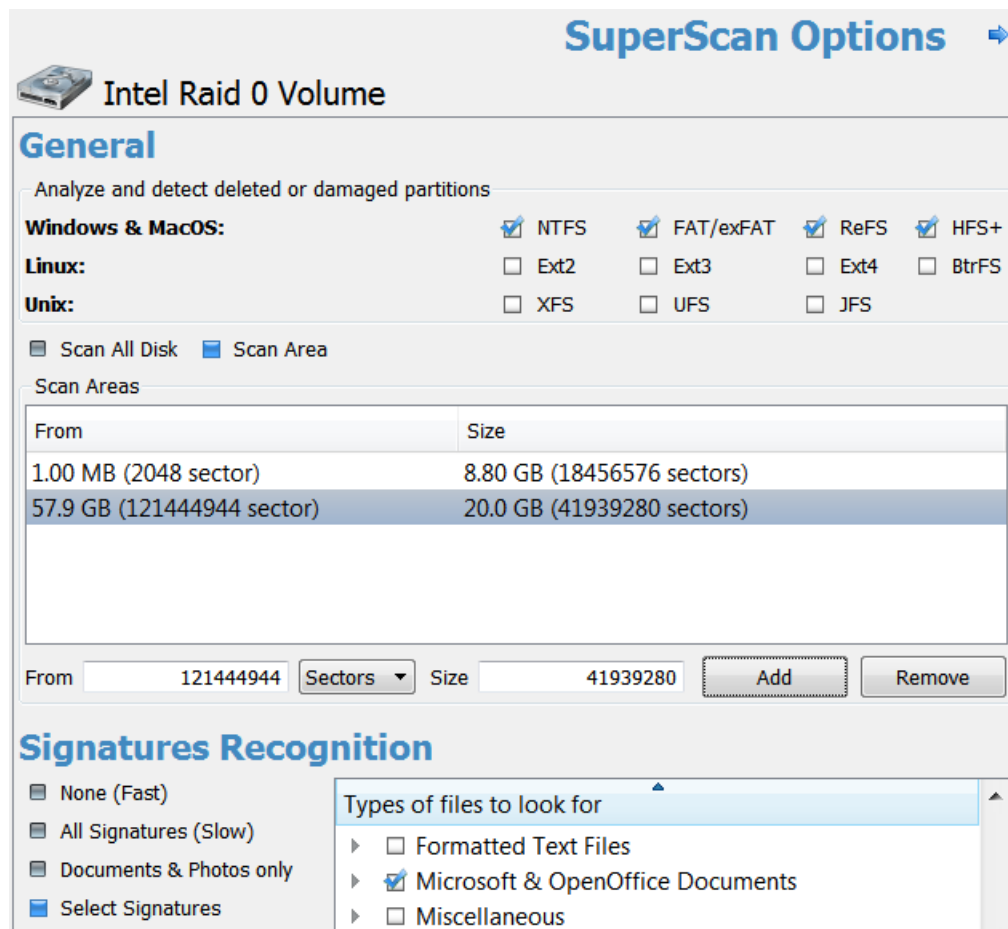 SuperScan Options
Intel Raid 0 Volume
General
Analyze and detect deleted or damaged partitions
Windows & MacOS: NTFS FAT/exFAT ReFS HFS+
Linux: Ext2 Ext3 Ext4 BtrFS
Unix: XFS UFS JFS
Scan All Disk Scan Area
Scan Areas
From Size
1.00 MB (2048 sector) 8.80 GB (18456576 sectors)
57.9 GB (121444944 sector) 20.0 GB (41939280 sectors)
From 121444944 Sectors Size 41939280 Add Remove
Signatures Recognition
None (Fast)
All Signatures (Slow)
Documents & Photos only
Select Signatures
Types of files to look for
Formatted Text Files
Microsoft & OpenOffice Documents
Miscellaneous